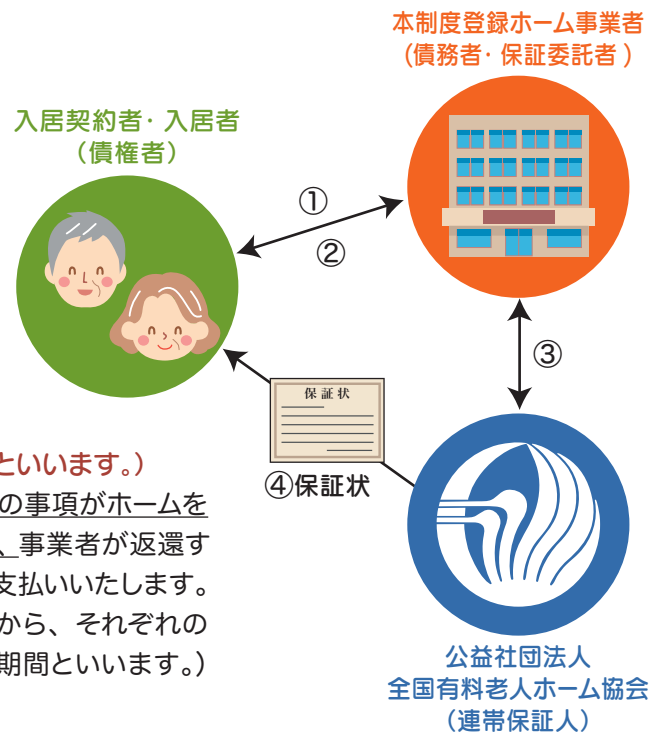 本制度登録ホーム事業者
(債務者・保証委託者)
入居契約者・入居者
(債権者)
①
②
③
保証状
④保証状
といいます。)
の事項がホームを
、事業者が返還す
支払いいたします。
から、それぞれの
期間といいます。)
公益社団法人
全国有料老人ホーム協会
(連帯保証人)